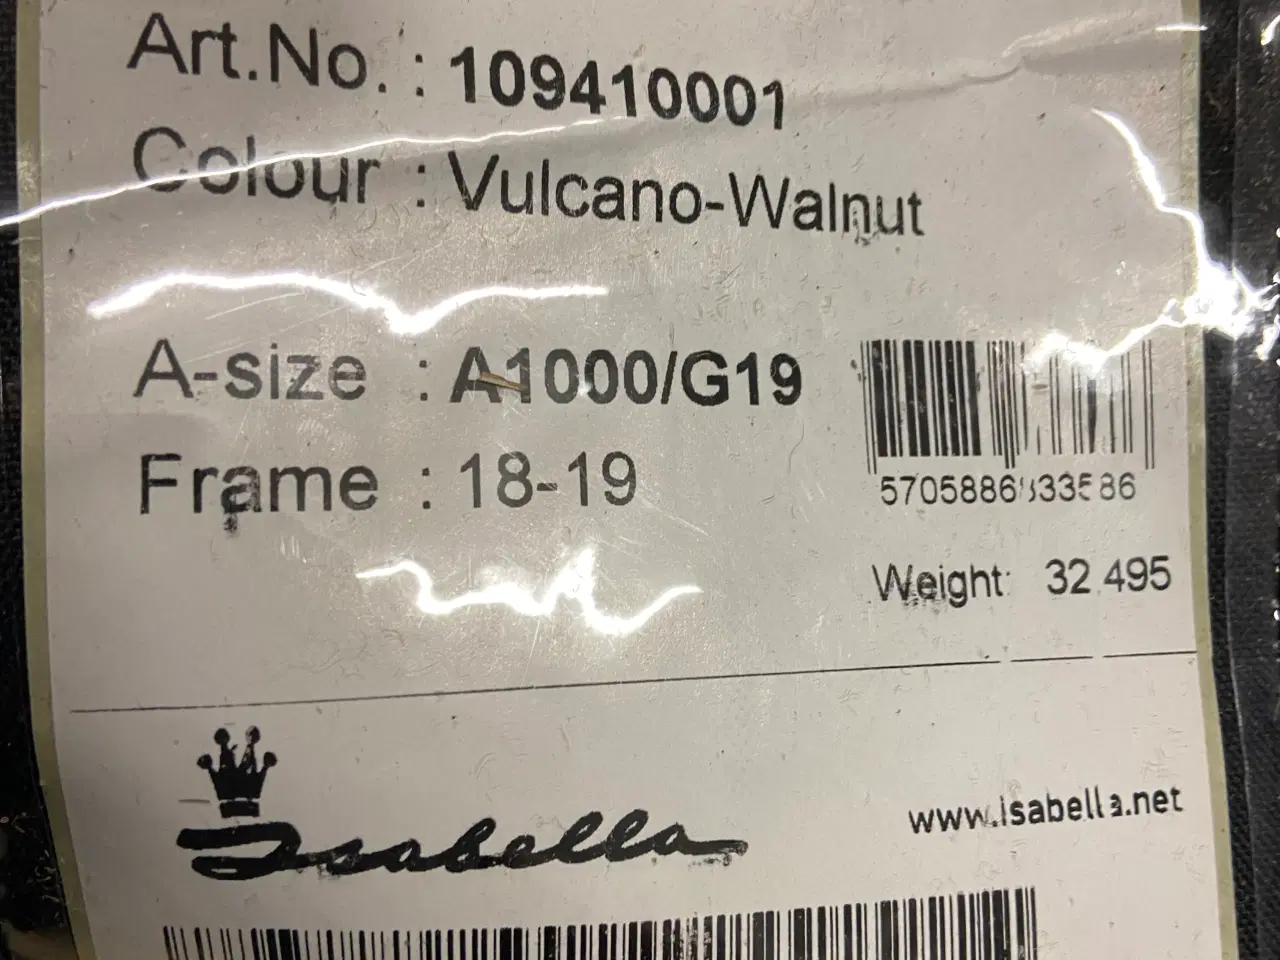 Art.No. : 109410001
Colour : Vulcano-Walnut
A-size : A1000/G19
Frame : 18-19
Weight: 32.495
Isabella
www.isabella.net